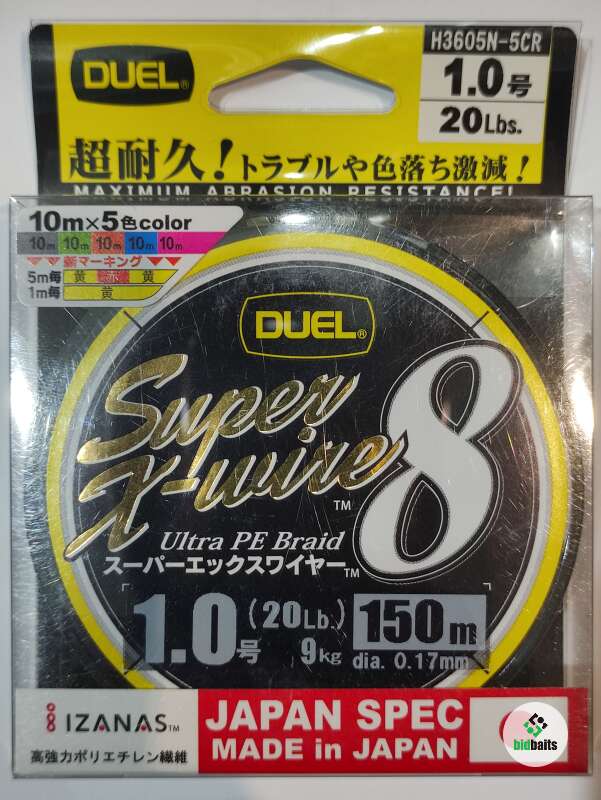 DUEL®
H3605N-5CR
1.0号
20Lbs.
超耐久！トラブルや色落ち激減！
MAXIMUM ABRASION RESISTANCE!
10m×5色color
10m 10m 10m 10m 10m
新マーキング
5m毎 黄 赤 黄
1m毎 黄
DUEL®
Super
X-wire 8
TM
Ultra PE Braid
スーパーエックスワイヤー™
1.0号 (20Lb.) 9kg 150m
dia. 0.17mm
IZANAS™
高強力ポリエチレン繊維
JAPAN SPEC
MADE in JAPAN
bidbaits